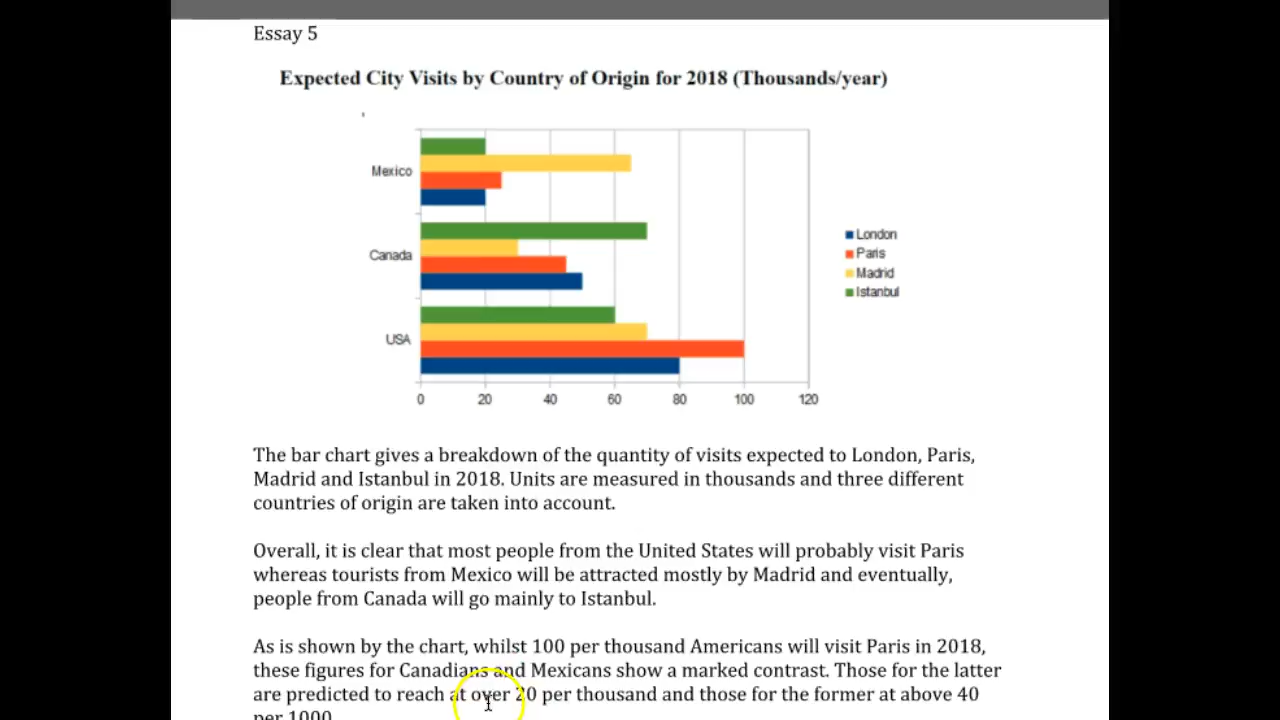 Essay 5
Expected City Visits by Country of Origin for 2018 (Thousands/year)
Mexico
Canada
USA
London
Paris
Madrid
Istanbul
0 20 40 60 80 100 120
The bar chart gives a breakdown of the quantity of visits expected to London, Paris,
Madrid and Istanbul in 2018. Units are measured in thousands and three different
countries of origin are taken into account.
Overall, it is clear that most people from the United States will probably visit Paris
whereas tourists from Mexico will be attracted mostly by Madrid and eventually,
people from Canada will go mainly to Istanbul.
As is shown by the chart, whilst 100 per thousand Americans will visit Paris in 2018,
these figures for Canadians and Mexicans show a marked contrast. Those for the latter
are predicted to reach at over 20 per thousand and those for the former at above 40
per 1000.